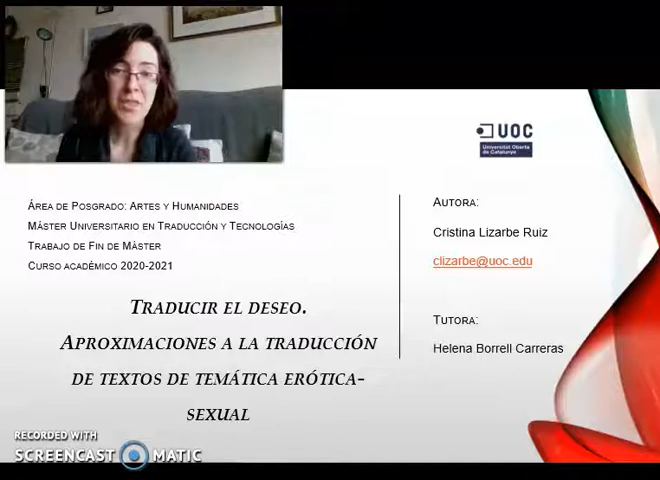 UOC
Universitat Oberta
de Catalunya
ÁREA DE POSGRADO: ARTES Y HUMANIDADES
MÁSTER UNIVERSITARIO EN TRADUCCIÓN Y TECNOLOGÍAS
TRABAJO DE FIN DE MÁSTER
CURSO ACADÉMICO 2020-2021
TRADUCIR EL DESEO.
APROXIMACIONES A LA TRADUCCIÓN
DE TEXTOS DE TEMÁTICA ERÓTICA-
SEXUAL
AUTORA:
Cristina Lizarbe Ruiz
clizarbe@uoc.edu
TUTORA:
Helena Borrell Carreras
RECORDED WITH
SCREENCAST MATIC